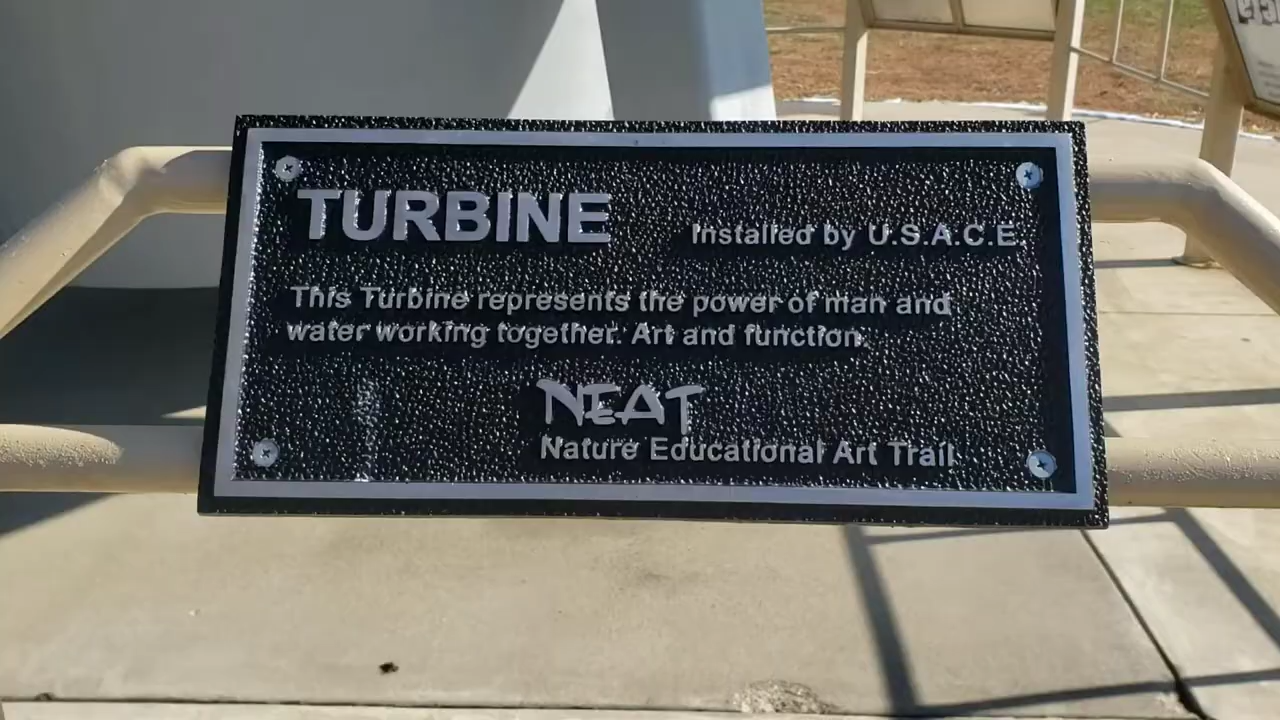 TURBINE
Installed by U.S.A.C.E.
This Turbine represents the power of man and
water working together. Art and function.
NEAT
Nature Educational Art Trail